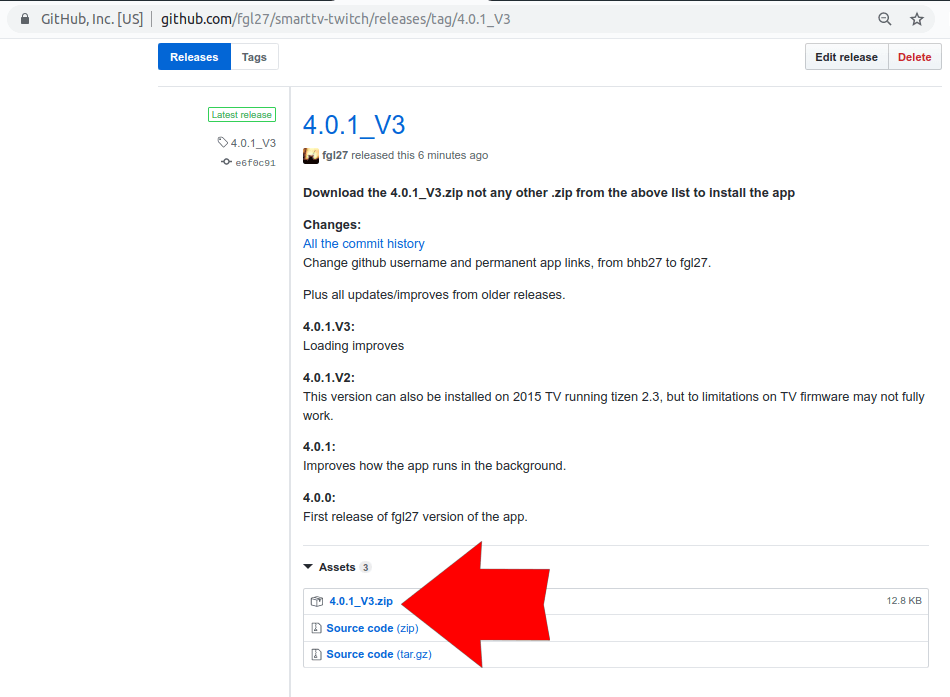 GitHub, Inc. [US] | github.com/fgl27/smarttv-twitch/releases/tag/4.0.1_V3
Releases Tags Edit release Delete
Latest release
4.0.1_V3
e6f0c91
4.0.1_V3
fgl27 released this 6 minutes ago
Download the 4.0.1_V3.zip not any other .zip from the above list to install the app
Changes:
All the commit history
Change github username and permanent app links, from bhb27 to fgl27.
Plus all updates/improves from older releases.
4.0.1.V3:
Loading improves
4.0.1.V2:
This version can also be installed on 2015 TV running tizen 2.3, but to limitations on TV firmware may not fully
work.
4.0.1:
Improves how the app runs in the background.
4.0.0:
First release of fgl27 version of the app.
Assets 3
4.0.1_V3.zip 12.8 KB
Source code (zip)
Source code (tar.gz)